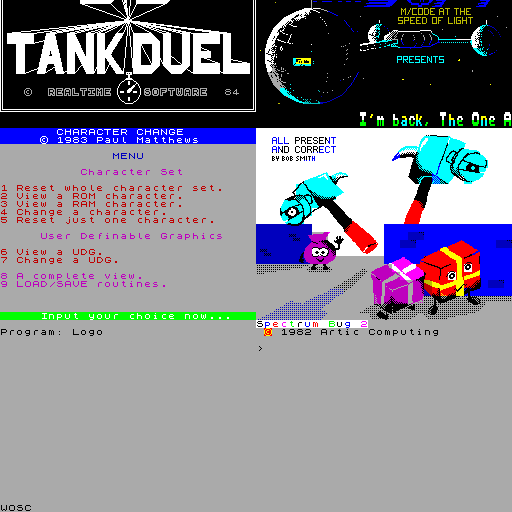 TANK DUEL
© REALTIME SOFTWARE 84
M/CODE AT THE
SPEED OF LIGHT
PRESENTS
I'm back, The One A
CHARACTER CHANGE
© 1983 Paul Matthews
MENU
Character Set
1 Reset whole character set.
2 View a ROM character.
3 View a RAM character.
4 Change a character.
5 Reset just one character.
User Definable Graphics
6 View a UDG.
7 Change a UDG.
8 A complete view.
9 LOAD/SAVE routines.
Input your choice now...
ALL PRESENT
AND CORRECT
BY BOB SMITH
Program: Logo
WOSC
Spectrum Bug 2
© 1982 Artic Computing
>